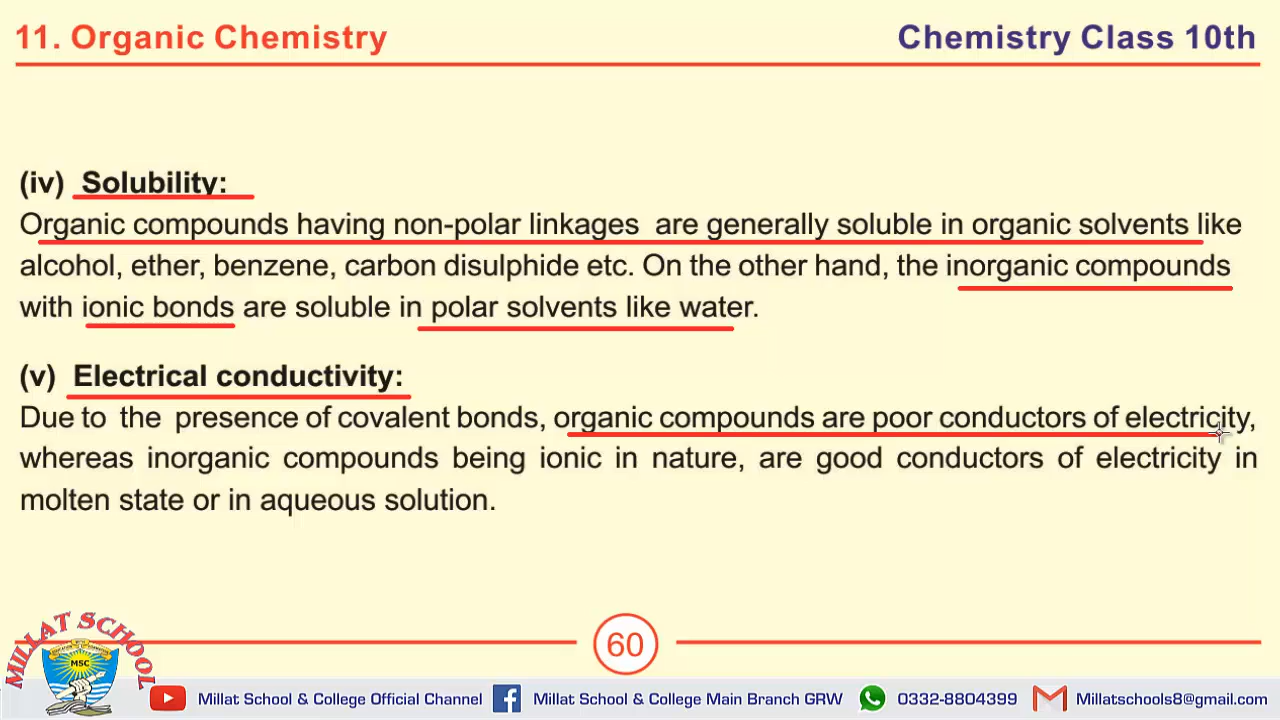 11. Organic Chemistry
Chemistry Class 10th
(iv) Solubility:
Organic compounds having non-polar linkages are generally soluble in organic solvents like
alcohol, ether, benzene, carbon disulphide etc. On the other hand, the inorganic compounds
with ionic bonds are soluble in polar solvents like water.
(v) Electrical conductivity:
Due to the presence of covalent bonds, organic compounds are poor conductors of electricity,
whereas inorganic compounds being ionic in nature, are good conductors of electricity in
molten state or in aqueous solution.
60
MILLAT SCHOOL
MSC
Millat School & College Official Channel
Millat School & College Main Branch GRW
0332-8804399
Millatschools8@gmail.com